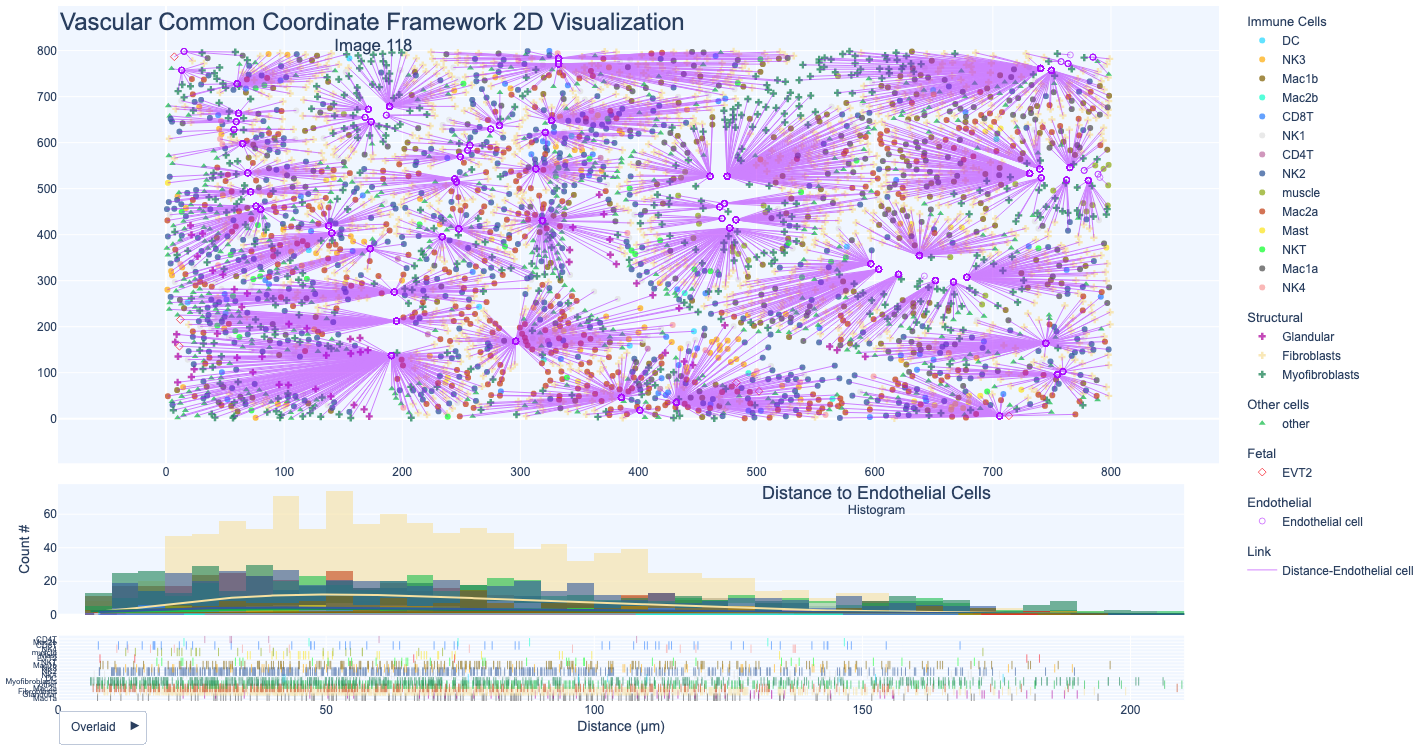 Vascular Common Coordinate Framework 2D Visualization
Image 118
800
700
600
500
400
300
200
100
0
0 100 200 300 400 500 600 700 800
Immune Cells
DC
NK3
Mac1b
Mac2b
CD8T
NK1
CD4T
NK2
muscle
Mac2a
Mast
NKT
Mac1a
NK4
Structural
Glandular
Fibroblasts
Myofibroblasts
Other cells
other
Fetal
EVT2
Endothelial
Endothelial cell
Link
Distance-Endothelial cell
Distance to Endothelial Cells
Histogram
Count #
60
40
20
0
CD4T
Myofibroblasts
0 50 100 150 200
Distance (μm)
Overlaid ▶